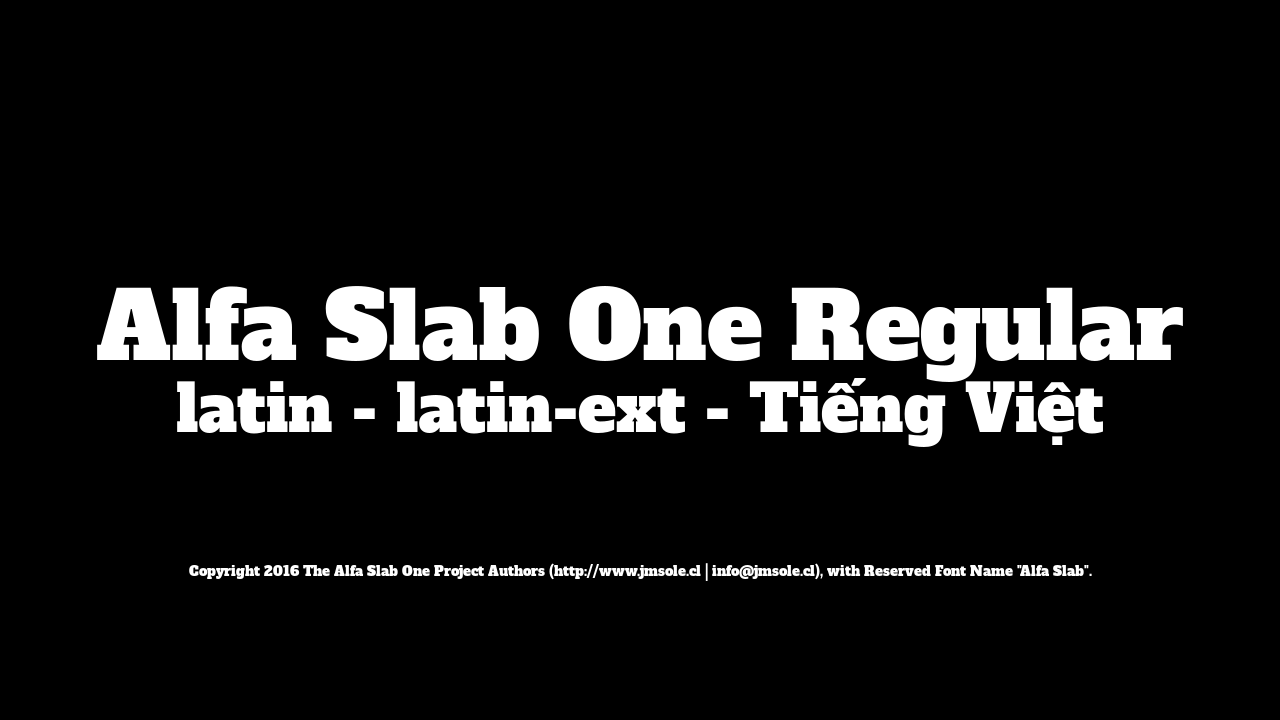 Alfa Slab One Regular
latin - latin-ext - Tiếng Việt
Copyright 2016 The Alfa Slab One Project Authors (http://www.jmsole.cl | info@jmsole.cl), with Reserved Font Name "Alfa Slab".